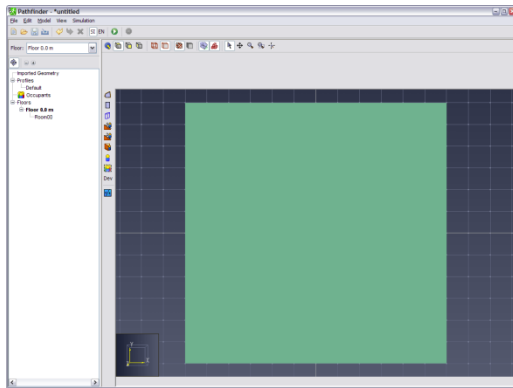 Pathfinder - *untitled
File Edit Model View Simulation
SI EN
Floor: Floor 0.0 m
Imported Geometry
Profiles
Default
Occupants
Floors
Floor 0.0 m
Room00
Dev